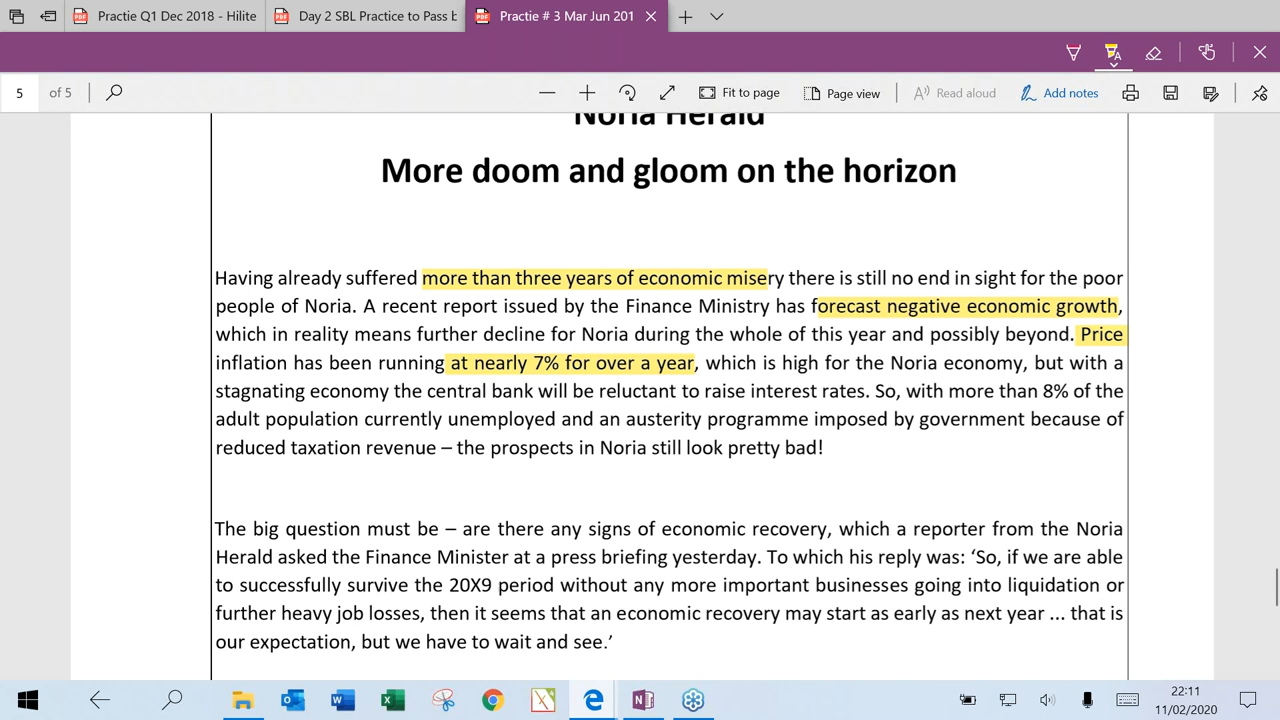 Practie Q1 Dec 2018 - Hilite
Day 2 SBL Practice to Pass b
Practie # 3 Mar Jun 201
5 of 5
Fit to page
Page view
Read aloud
Add notes
Noria Herald
More doom and gloom on the horizon
Having already suffered more than three years of economic misery there is still no end in sight for the poor
people of Noria. A recent report issued by the Finance Ministry has forecast negative economic growth,
which in reality means further decline for Noria during the whole of this year and possibly beyond. Price
inflation has been running at nearly 7% for over a year, which is high for the Noria economy, but with a
stagnating economy the central bank will be reluctant to raise interest rates. So, with more than 8% of the
adult population currently unemployed and an austerity programme imposed by government because of
reduced taxation revenue – the prospects in Noria still look pretty bad!
The big question must be – are there any signs of economic recovery, which a reporter from the Noria
Herald asked the Finance Minister at a press briefing yesterday. To which his reply was: ‘So, if we are able
to successfully survive the 20X9 period without any more important businesses going into liquidation or
further heavy job losses, then it seems that an economic recovery may start as early as next year ... that is
our expectation, but we have to wait and see.’
22:11
11/02/2020